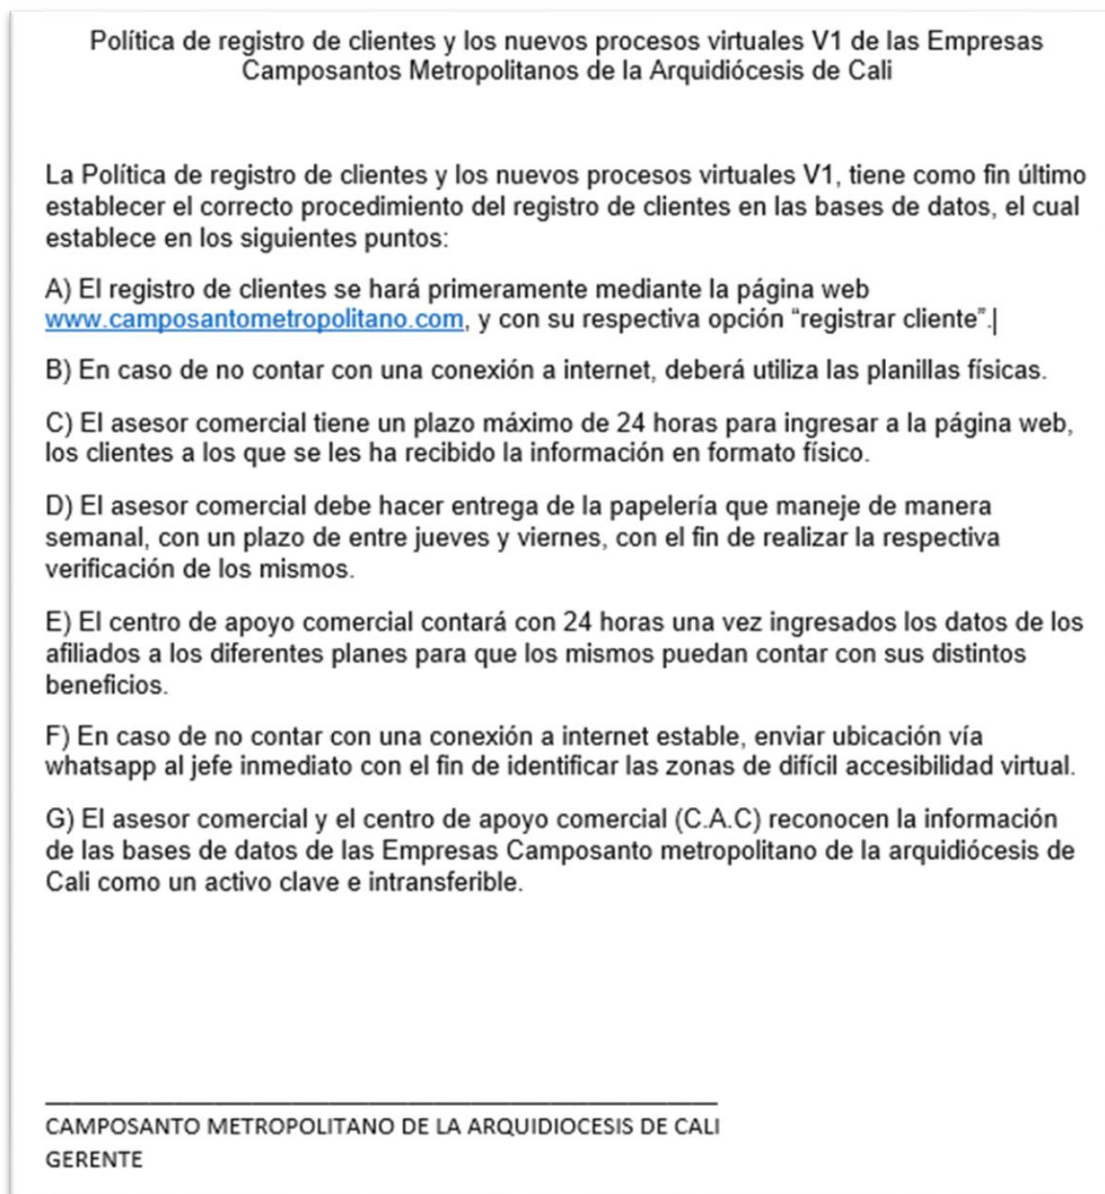 Política de registro de clientes y los nuevos procesos virtuales V1 de las Empresas
Camposantos Metropolitanos de la Arquidiócesis de Cali
La Política de registro de clientes y los nuevos procesos virtuales V1, tiene como fin último
establecer el correcto procedimiento del registro de clientes en las bases de datos, el cual
establece en los siguientes puntos:
A) El registro de clientes se hará primeramente mediante la página web
www.camposantometropolitano.com, y con su respectiva opción “registrar cliente”.
B) En caso de no contar con una conexión a internet, deberá utiliza las planillas físicas.
C) El asesor comercial tiene un plazo máximo de 24 horas para ingresar a la página web,
los clientes a los que se les ha recibido la información en formato físico.
D) El asesor comercial debe hacer entrega de la papelería que maneje de manera
semanal, con un plazo de entre jueves y viernes, con el fin de realizar la respectiva
verificación de los mismos.
E) El centro de apoyo comercial contará con 24 horas una vez ingresados los datos de los
afiliados a los diferentes planes para que los mismos puedan contar con sus distintos
beneficios.
F) En caso de no contar con una conexión a internet estable, enviar ubicación vía
whatsapp al jefe inmediato con el fin de identificar las zonas de difícil accesibilidad virtual.
G) El asesor comercial y el centro de apoyo comercial (C.A.C) reconocen la información
de las bases de datos de las Empresas Camposanto metropolitano de la arquidiócesis de
Cali como un activo clave e intransferible.
CAMPOSANTO METROPOLITANO DE LA ARQUIDIOCESIS DE CALI
GERENTE